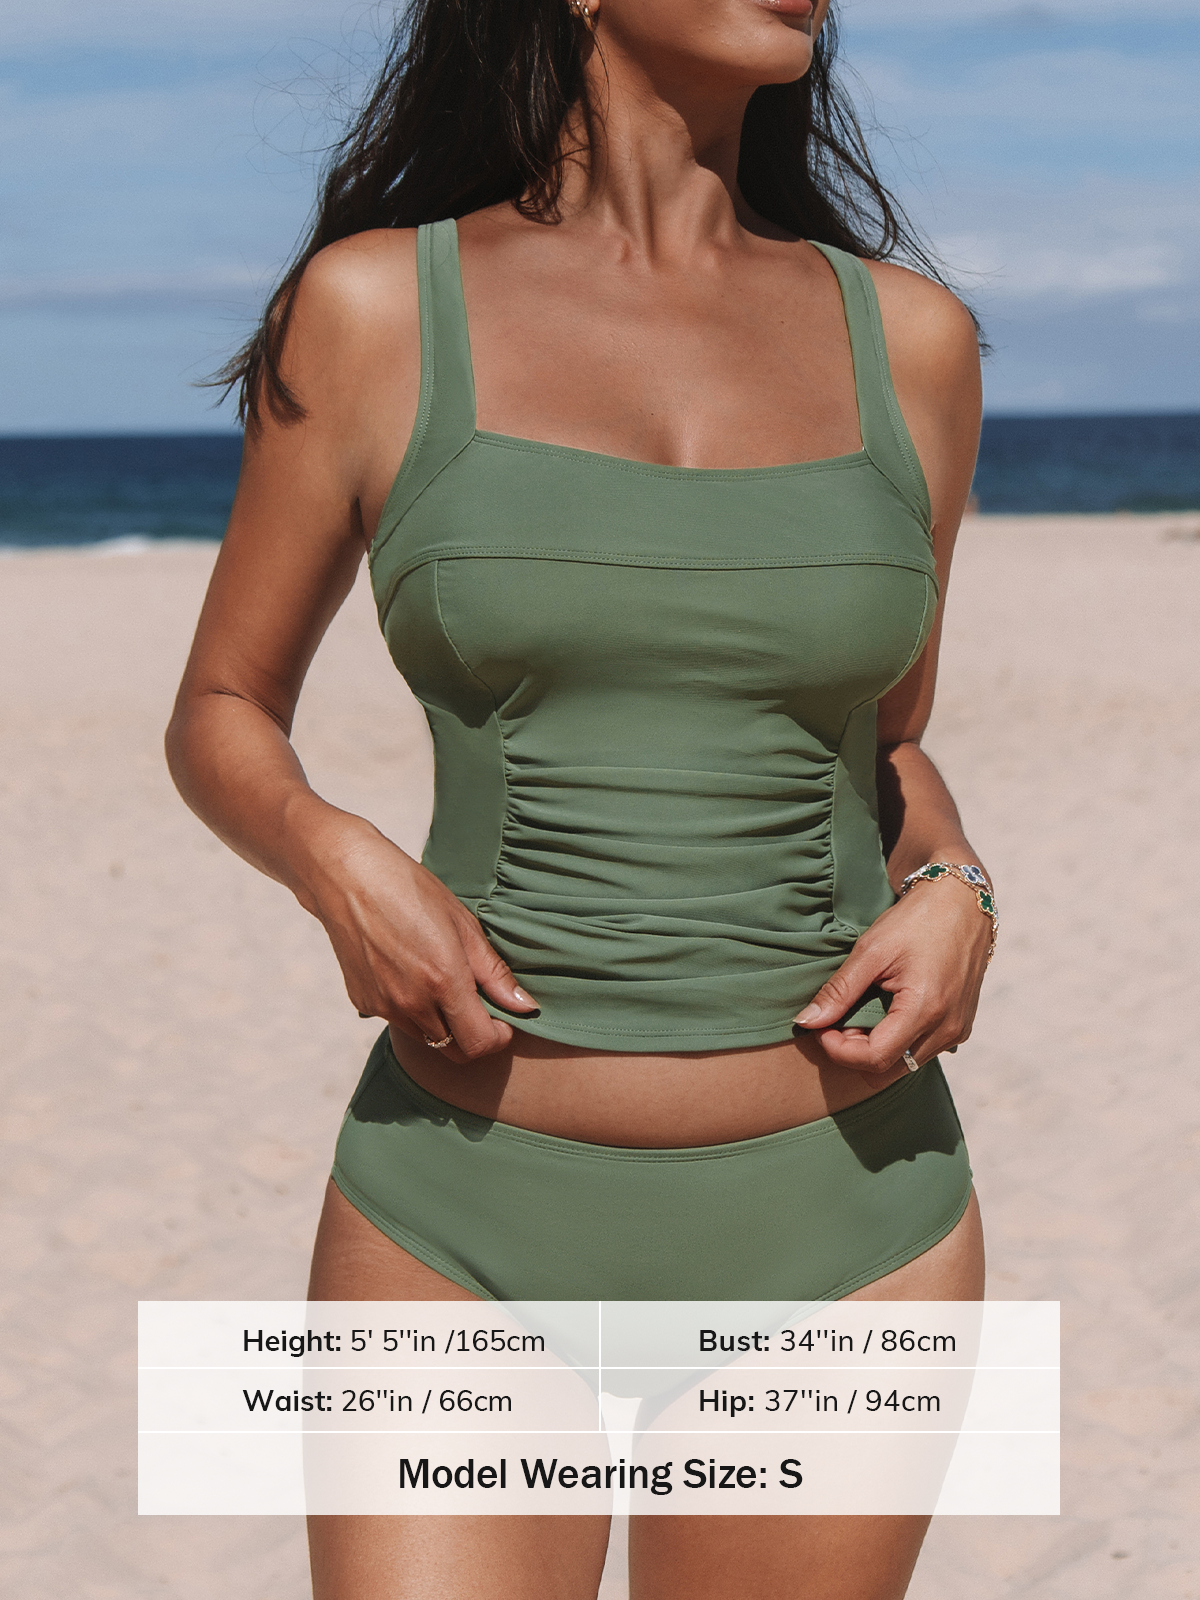 Height: 5' 5''in /165cm Bust: 34''in / 86cm
Waist: 26''in / 66cm Hip: 37''in / 94cm
Model Wearing Size: S